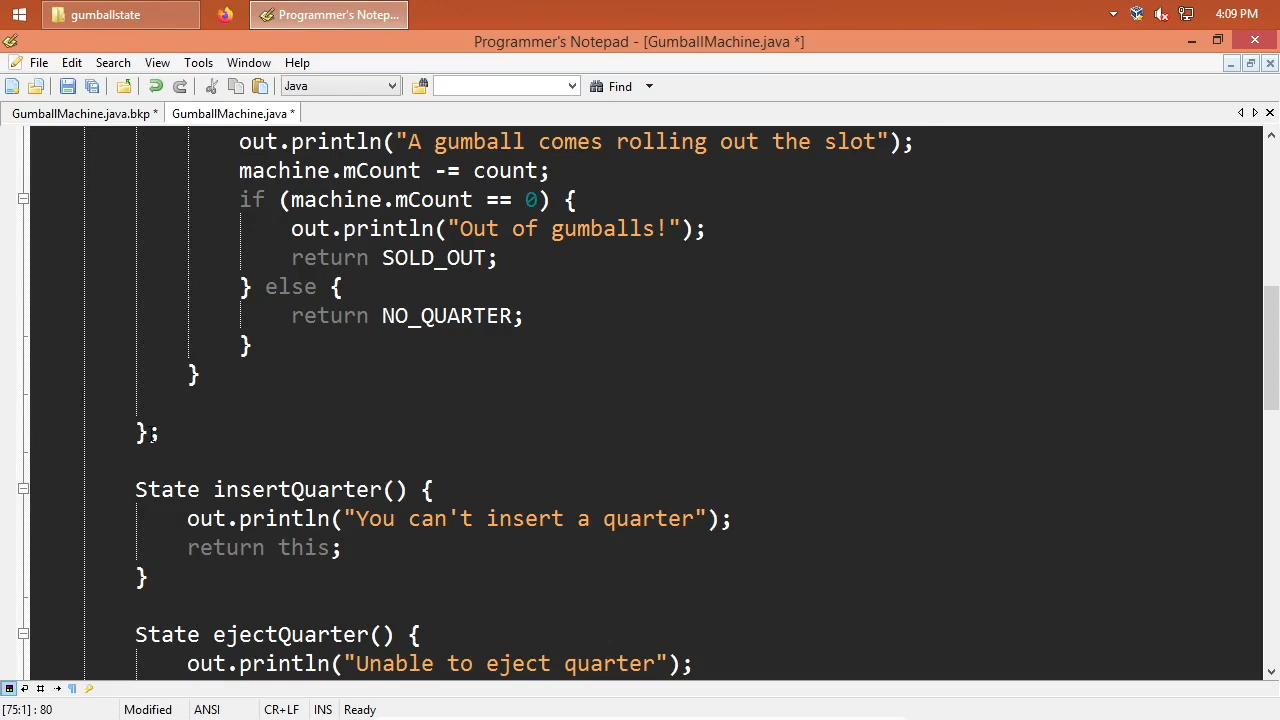 gumballstate
Programmer's Notep...
4:09 PM
Programmer's Notepad - [GumballMachine.java *]
File Edit Search View Tools Window Help
Java
Find
GumballMachine.java.bkp *
GumballMachine.java *
out.println("A gumball comes rolling out the slot");
machine.mCount -= count;
if (machine.mCount == 0) {
out.println("Out of gumballs!");
return SOLD_OUT;
} else {
return NO_QUARTER;
}
}
};
State insertQuarter() {
out.println("You can't insert a quarter");
return this;
}
State ejectQuarter() {
out.println("Unable to eject quarter");
[75:1] : 80
Modified
ANSI
CR+LF
INS
Ready